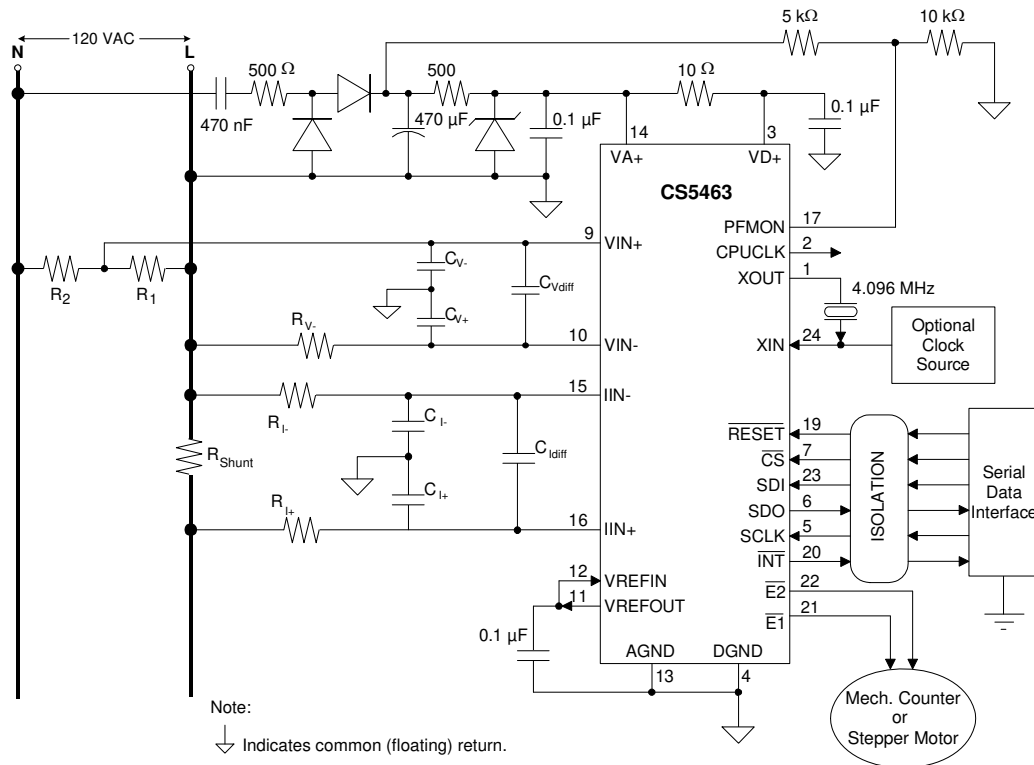 120 VAC
N
L
5 kΩ
10 kΩ
500 Ω
500
10 Ω
470 nF
470 µF
0.1 µF
0.1 µF
14
3
VA+
VD+
CS5463
17
PFMON
2
CPUCLK
1
XOUT
4.096 MHz
24
XIN
Optional
Clock
Source
9
VIN+
CV-
CVdiff
R2
R1
CV+
RV-
10
VIN-
15
IIN-
RI-
CI-
CIdiff
RShunt
CI+
RI+
16
IIN+
19
RESET
7
CS
23
SDI
6
SDO
5
SCLK
20
INT
22
E2
21
E1
ISOLATION
Serial
Data
Interface
12
VREFIN
11
VREFOUT
0.1 µF
AGND
DGND
13
4
Mech. Counter
or
Stepper Motor
Note:
Indicates common (floating) return.